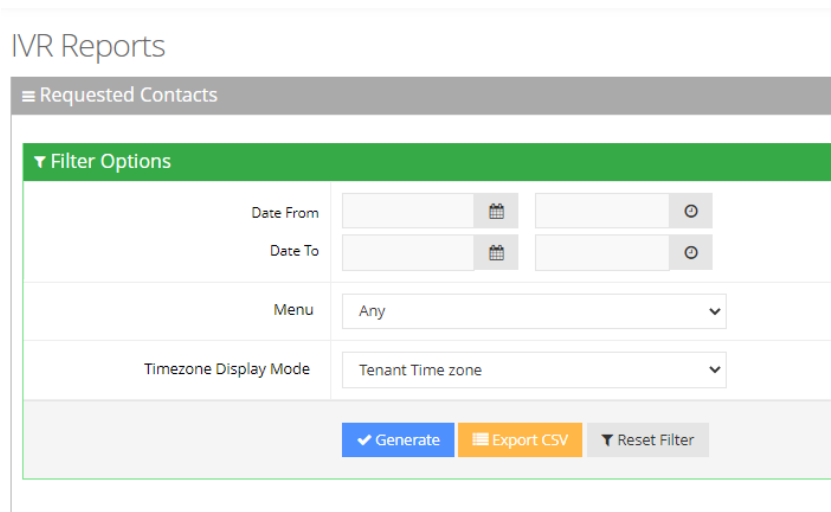 IVR Reports
Requested Contacts
Filter Options
Date From
Date To
Menu
Any
Timezone Display Mode
Tenant Time zone
Generate Export CSV Reset Filter